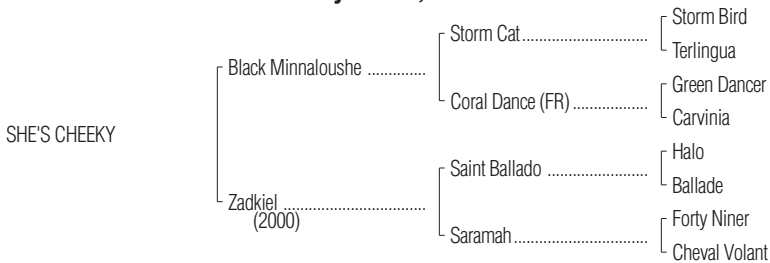 Storm Bird
Storm Cat..............................
Terlingua
Black Minnaloushe ..............
Green Dancer
Coral Dance (FR) ..................
Carvinia
SHE'S CHEEKY
Halo
Saint Ballado ........................
Ballade
Zadkiel ..................................
(2000)
Forty Niner
Saramah................................
Cheval Volant